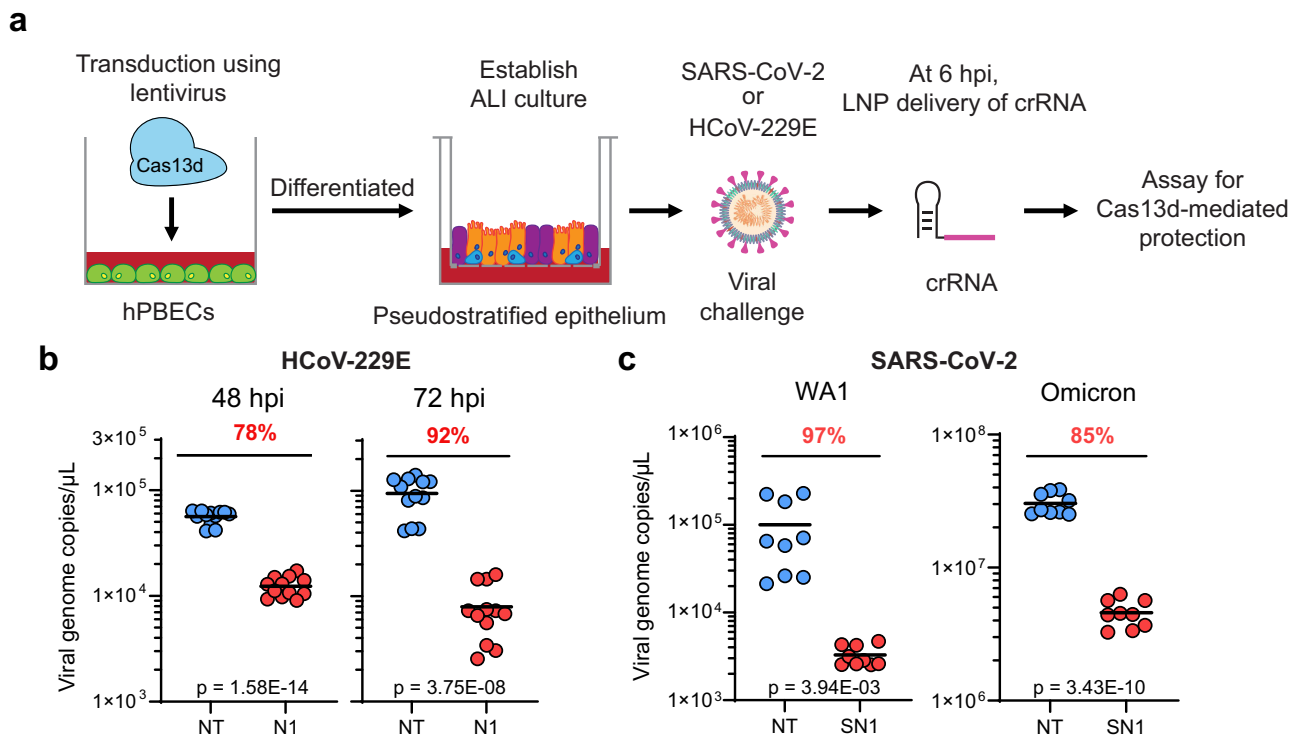 a
Transduction using
lentivirus
Cas13d
hPBECs
Differentiated
Establish
ALI culture
Pseudostratified epithelium
SARS-CoV-2
or
HCoV-229E
Viral
challenge
At 6 hpi,
LNP delivery of crRNA
crRNA
Assay for
Cas13d-mediated
protection
b
HCoV-229E
48 hpi
78%
Viral genome copies/µL
3×10⁵
1×10⁵
1×10⁴
1×10³
p = 1.58E-14
NT
N1
72 hpi
92%
p = 3.75E-08
NT
N1
c
SARS-CoV-2
WA1
97%
Viral genome copies/µL
1×10⁶
1×10⁵
1×10⁴
1×10³
p = 3.94E-03
NT
SN1
Omicron
85%
1×10⁸
1×10⁷
1×10⁶
p = 3.43E-10
NT
SN1